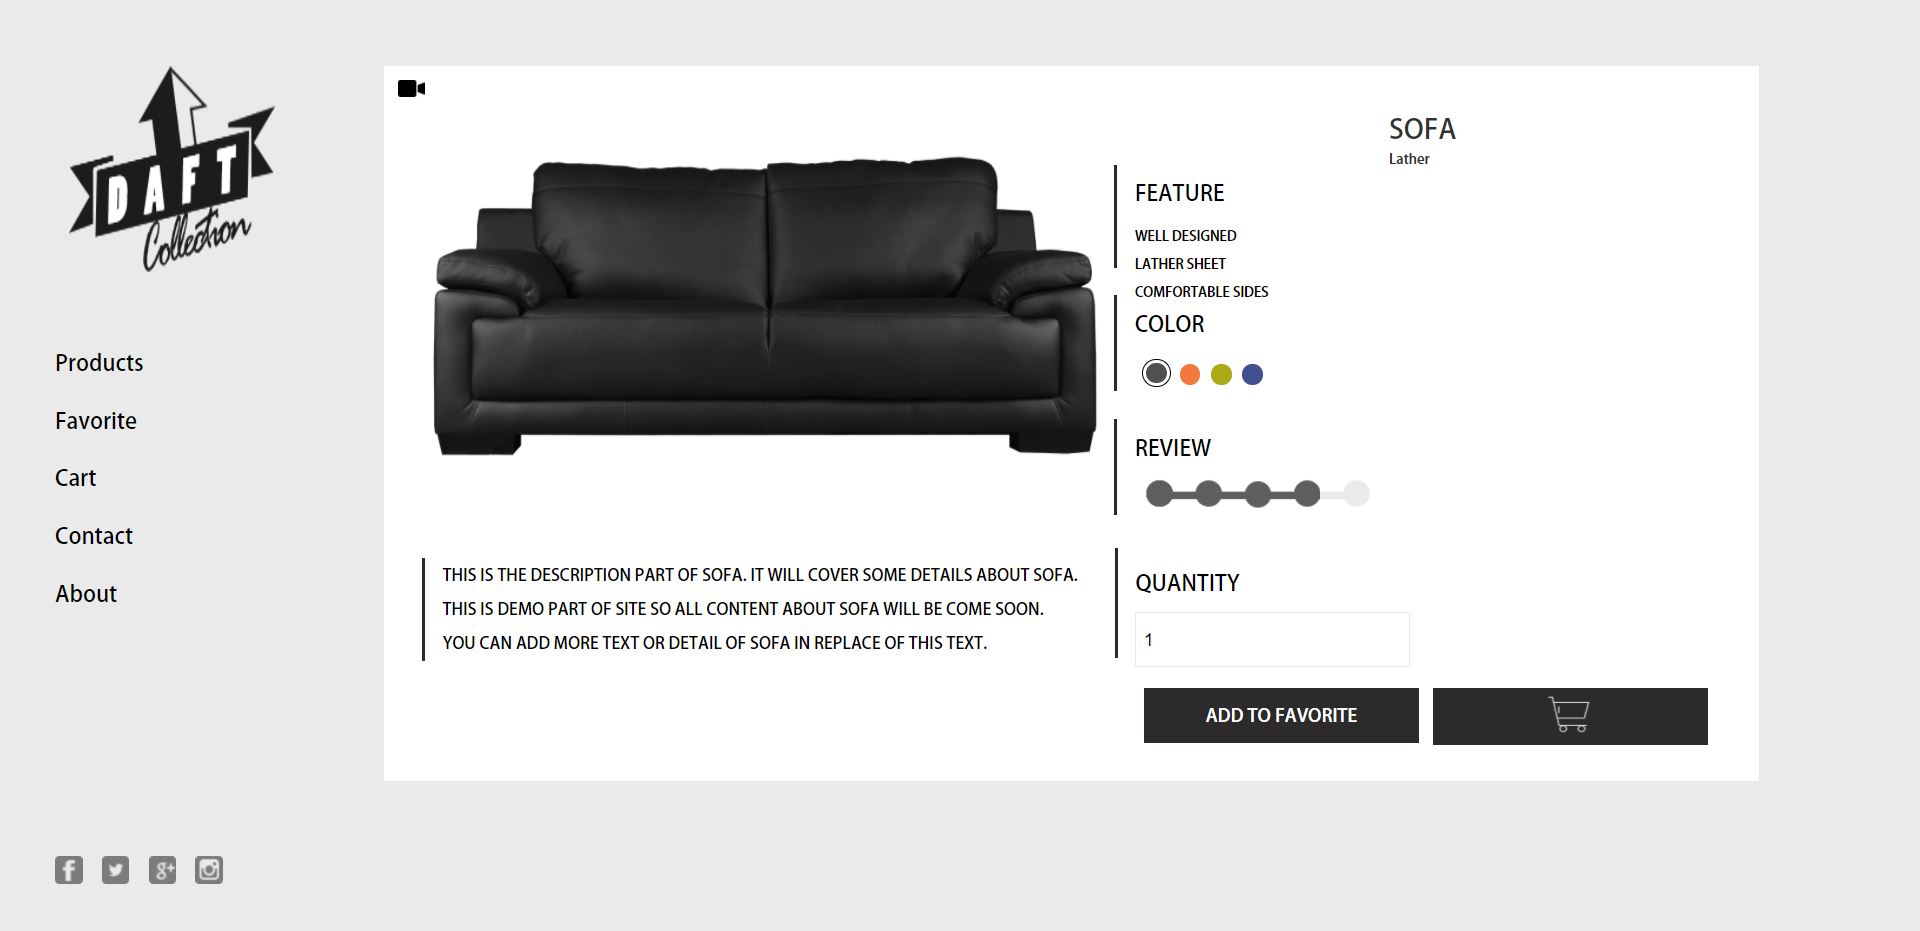 DAFT
Collection
Products
Favorite
Cart
Contact
About
SOFA
Lather
FEATURE
WELL DESIGNED
LATHER SHEET
COMFORTABLE SIDES
COLOR
REVIEW
THIS IS THE DESCRIPTION PART OF SOFA. IT WILL COVER SOME DETAILS ABOUT SOFA.
THIS IS DEMO PART OF SITE SO ALL CONTENT ABOUT SOFA WILL BE COME SOON.
YOU CAN ADD MORE TEXT OR DETAIL OF SOFA IN REPLACE OF THIS TEXT.
QUANTITY
1
ADD TO FAVORITE
f
g+